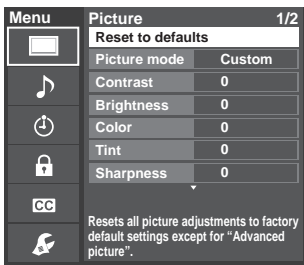 Menu
Picture 1/2
Reset to defaults
Picture mode Custom
Contrast 0
Brightness 0
Color 0
Tint 0
Sharpness 0
CC
Resets all picture adjustments to factory
default settings except for “Advanced
picture”.